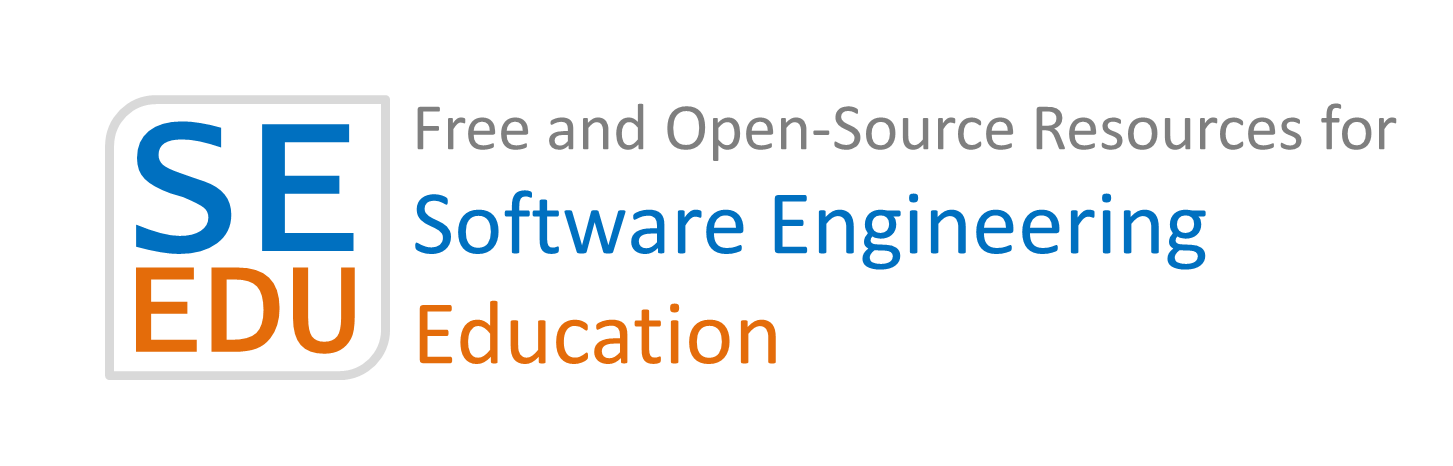 SE
EDU
Free and Open-Source Resources for
Software Engineering
Education